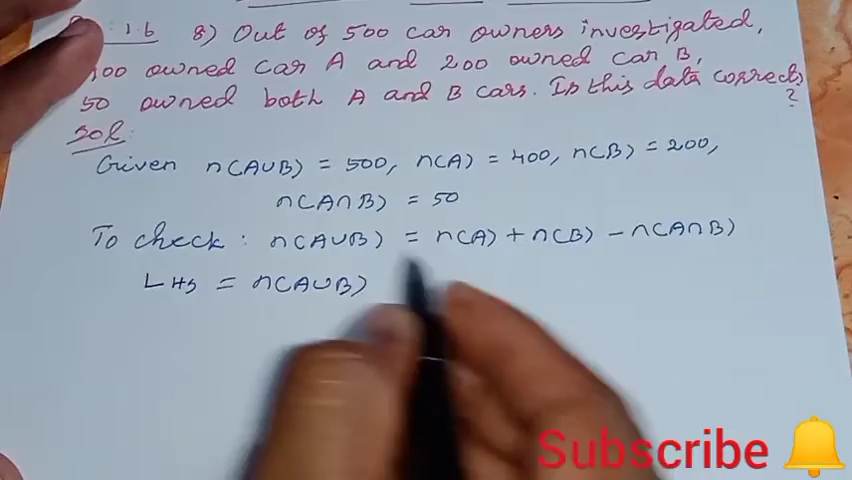 : 1.6 8) Out of 500 car owners investigated,
00 owned car A and 200 owned car B,
50 owned both A and B cars. Is this data correct?
Sol:
Given n(A∪B) = 500, n(A) = 400, n(B) = 200,
n(A∩B) = 50
To check: n(A∪B) = n(A) + n(B) - n(A∩B)
LHS = n(A∪B)
Subscribe